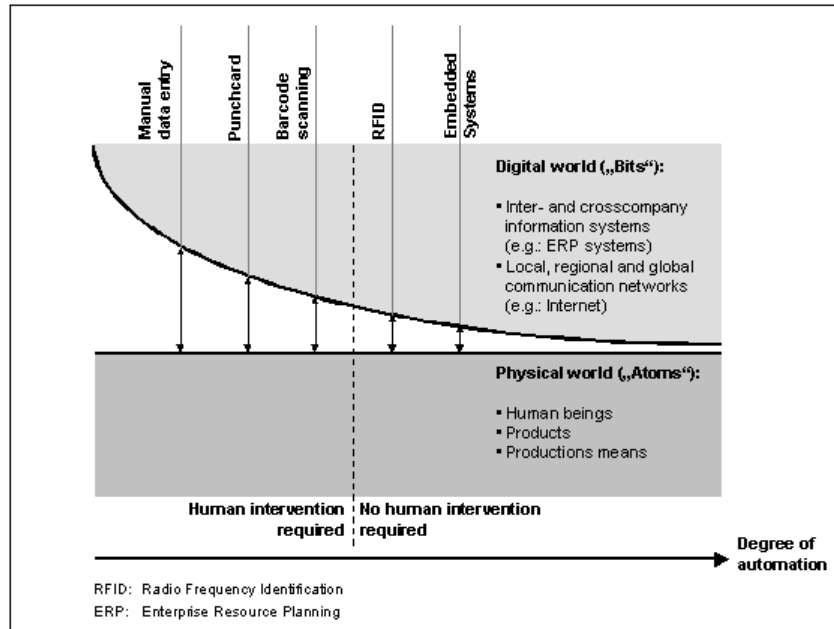 Manual
data entry
Punchcard
Barcode
scanning
RFID
Embedded
Systems
Digital world („Bits“):
▪ Inter- and crosscompany
information systems
(e.g.: ERP systems)
▪ Local, regional and global
communication networks
(e.g.: Internet)
Physical world („Atoms“):
▪ Human beings
▪ Products
▪ Productions means
Human intervention
required
No human intervention
required
Degree of
automation
RFID: Radio Frequency Identification
ERP: Enterprise Resource Planning